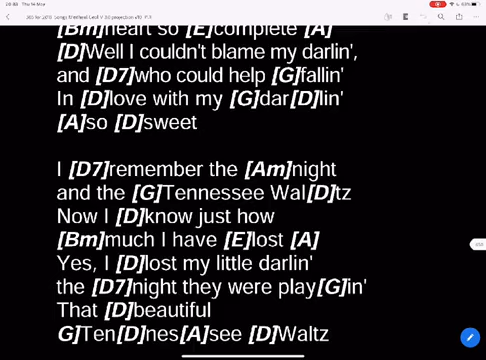 [Bm]heart so [E]complete [A]
[D]Well I couldn't blame my darlin',
and [D7]who could help [G]fallin'
In [D]love with my [G]dar[D]lin'
[A]so [D]sweet
I [D7]remember the [Am]night
and the [G]Tennessee Wal[D]tz
Now I [D]know just how
[Bm]much I have [E]lost [A]
Yes, I [D]lost my little darlin'
the [D7]night they were play[G]in'
That [D]beautiful
G]Ten[D]nes[A]see [D]Waltz